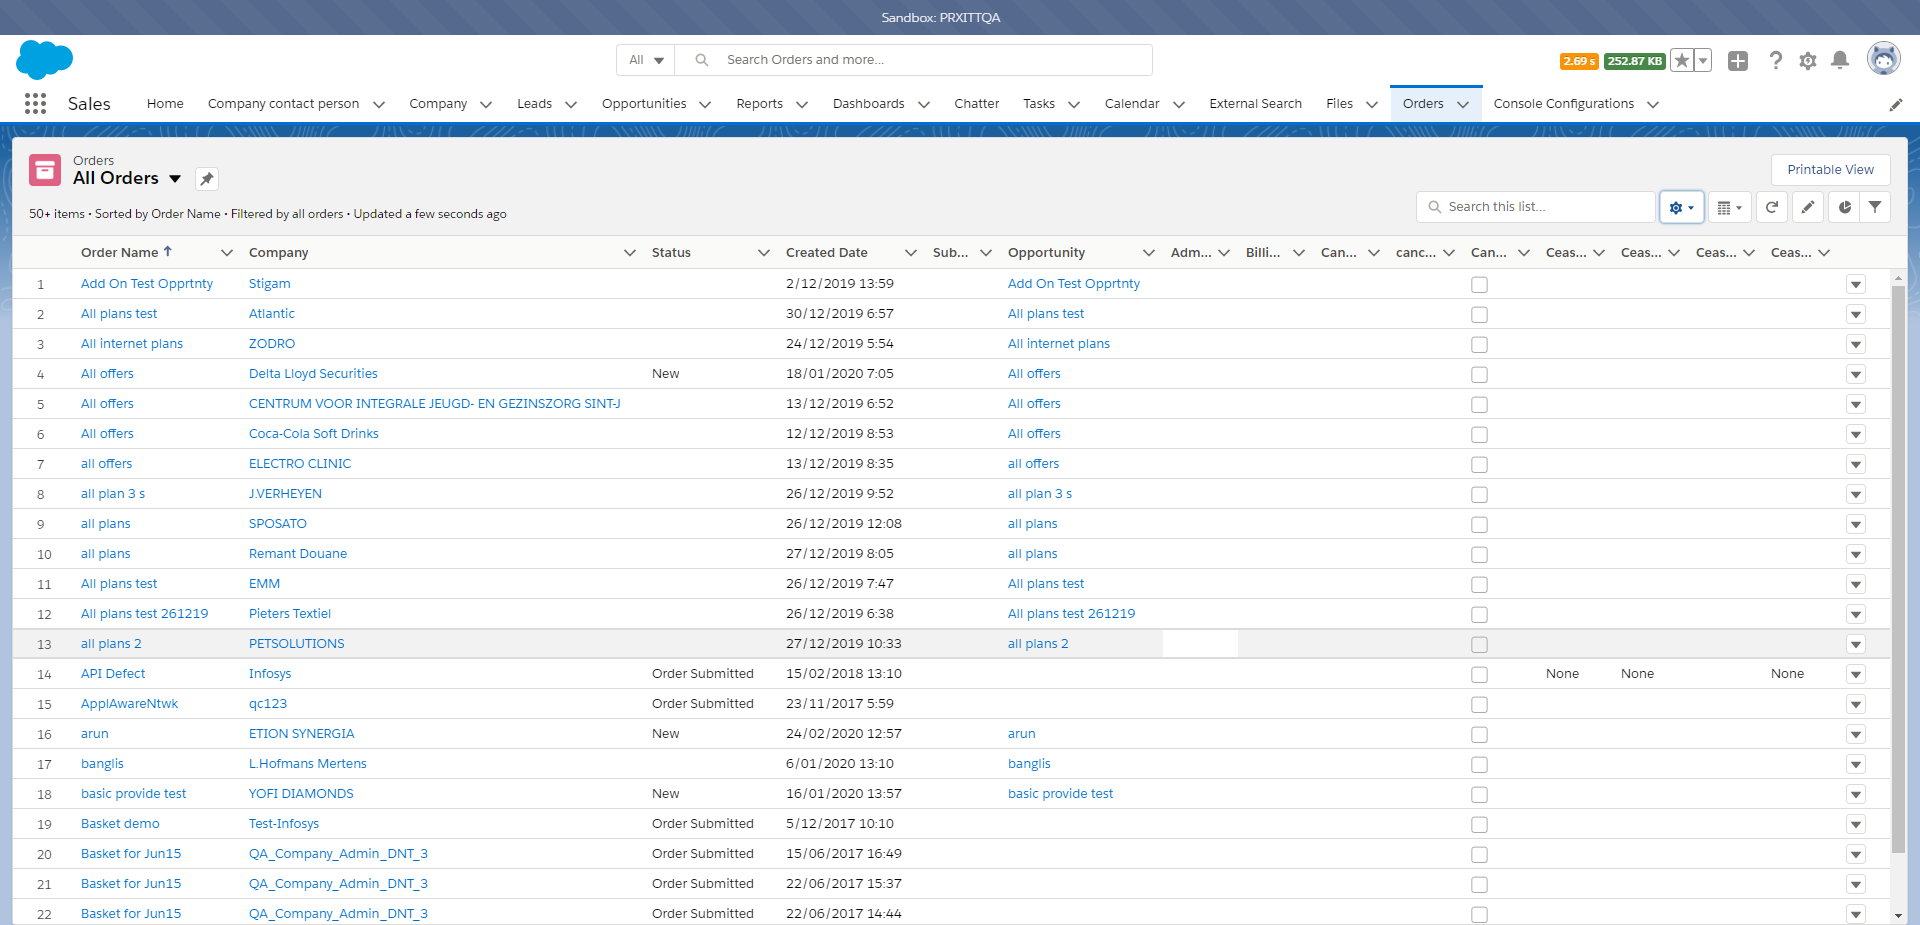 Sandbox: PRXITTQA
All Search Orders and more... 2.69 s 252.87 KB
Sales Home Company contact person Company Leads Opportunities Reports Dashboards Chatter Tasks Calendar External Search Files Orders Console Configurations
Orders
All Orders
Printable View
50+ items • Sorted by Order Name • Filtered by all orders • Updated a few seconds ago
Search this list...
Order Name Company Status Created Date Sub... Opportunity Adm... Billi... Can... canc... Can... Ceas... Ceas... Ceas... Ceas...
1 Add On Test Opprtnty Stigam 2/12/2019 13:59 Add On Test Opprtnty
2 All plans test Atlantic 30/12/2019 6:57 All plans test
3 All internet plans ZODRO 24/12/2019 5:54 All internet plans
4 All offers Delta Lloyd Securities New 18/01/2020 7:05 All offers
5 All offers CENTRUM VOOR INTEGRALE JEUGD- EN GEZINSZORG SINT-J 13/12/2019 6:52 All offers
6 All offers Coca-Cola Soft Drinks 12/12/2019 8:53 All offers
7 all offers ELECTRO CLINIC 13/12/2019 8:35 all offers
8 all plan 3 s J.VERHEYEN 26/12/2019 9:52 all plan 3 s
9 all plans SPOSATO 26/12/2019 12:08 all plans
10 all plans Remant Douane 27/12/2019 8:05 all plans
11 All plans test EMM 26/12/2019 7:47 All plans test
12 All plans test 261219 Pieters Textiel 26/12/2019 6:38 All plans test 261219
13 all plans 2 PETSOLUTIONS 27/12/2019 10:33 all plans 2
14 API Defect Infosys Order Submitted 15/02/2018 13:10 None None None
15 ApplAwareNtwk qc123 Order Submitted 23/11/2017 5:59
16 arun ETION SYNERGIA New 24/02/2020 12:57 arun
17 banglis L.Hofmans Mertens 6/01/2020 13:10 banglis
18 basic provide test YOFI DIAMONDS New 16/01/2020 13:57 basic provide test
19 Basket demo Test-Infosys Order Submitted 5/12/2017 10:10
20 Basket for Jun15 QA_Company_Admin_DNT_3 Order Submitted 15/06/2017 16:49
21 Basket for Jun15 QA_Company_Admin_DNT_3 Order Submitted 22/06/2017 15:37
22 Basket for Jun15 QA_Company_Admin_DNT_3 Order Submitted 22/06/2017 14:44